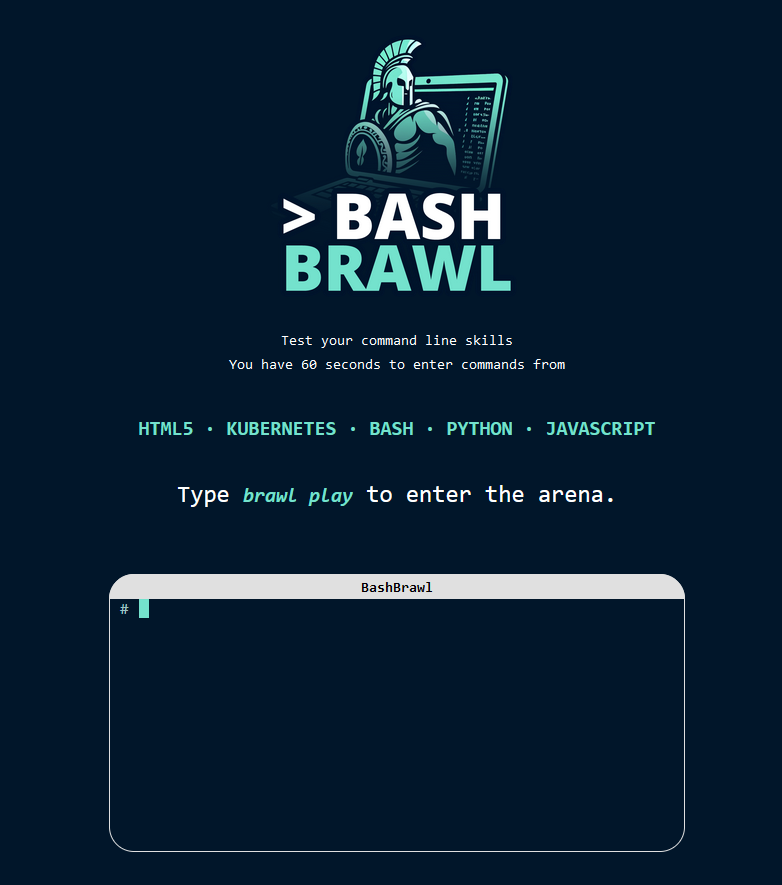 > BASH
BRAWL
Test your command line skills
You have 60 seconds to enter commands from
HTML5 · KUBERNETES · BASH · PYTHON · JAVASCRIPT
Type brawl play to enter the arena.
BashBrawl
#